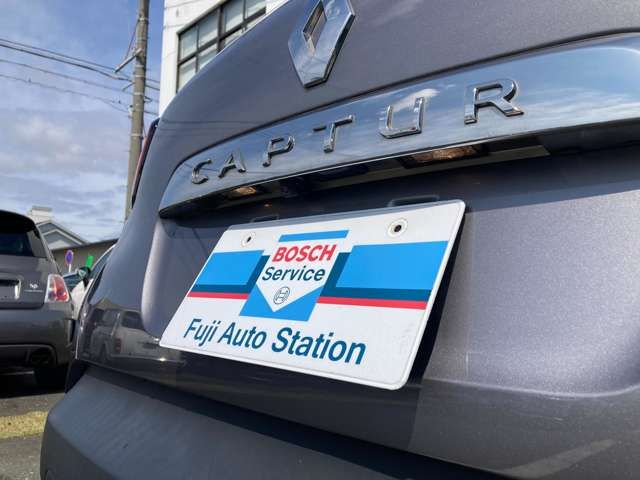 CAPTUR
BOSCH
Service
Fuji Auto Station